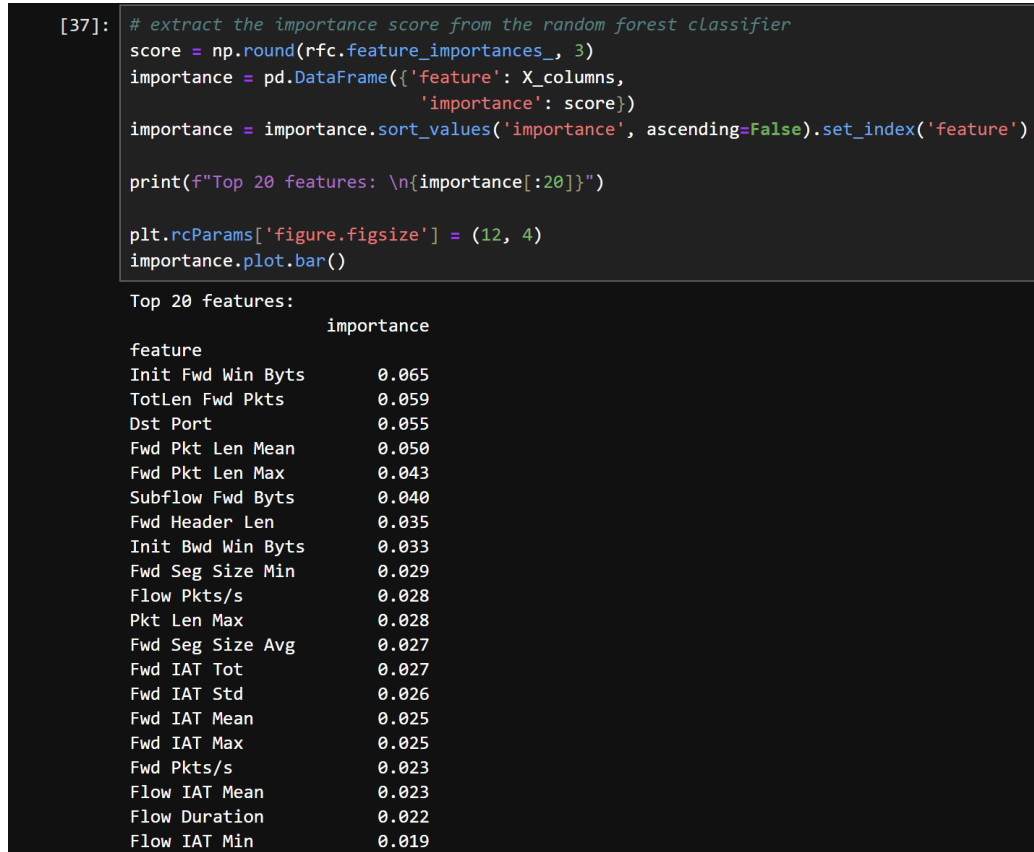 [37]: # extract the importance score from the random forest classifier
score = np.round(rfc.feature_importances_, 3)
importance = pd.DataFrame({'feature': X_columns,
                           'importance': score})
importance = importance.sort_values('importance', ascending=False).set_index('feature')

print(f"Top 20 features: \n{importance[:20]}")

plt.rcParams['figure.figsize'] = (12, 4)
importance.plot.bar()
Top 20 features:
importance
feature
Init Fwd Win Byts 0.065
TotLen Fwd Pkts 0.059
Dst Port 0.055
Fwd Pkt Len Mean 0.050
Fwd Pkt Len Max 0.043
Subflow Fwd Byts 0.040
Fwd Header Len 0.035
Init Bwd Win Byts 0.033
Fwd Seg Size Min 0.029
Flow Pkts/s 0.028
Pkt Len Max 0.028
Fwd Seg Size Avg 0.027
Fwd IAT Tot 0.027
Fwd IAT Std 0.026
Fwd IAT Mean 0.025
Fwd IAT Max 0.025
Fwd Pkts/s 0.023
Flow IAT Mean 0.023
Flow Duration 0.022
Flow IAT Min 0.019